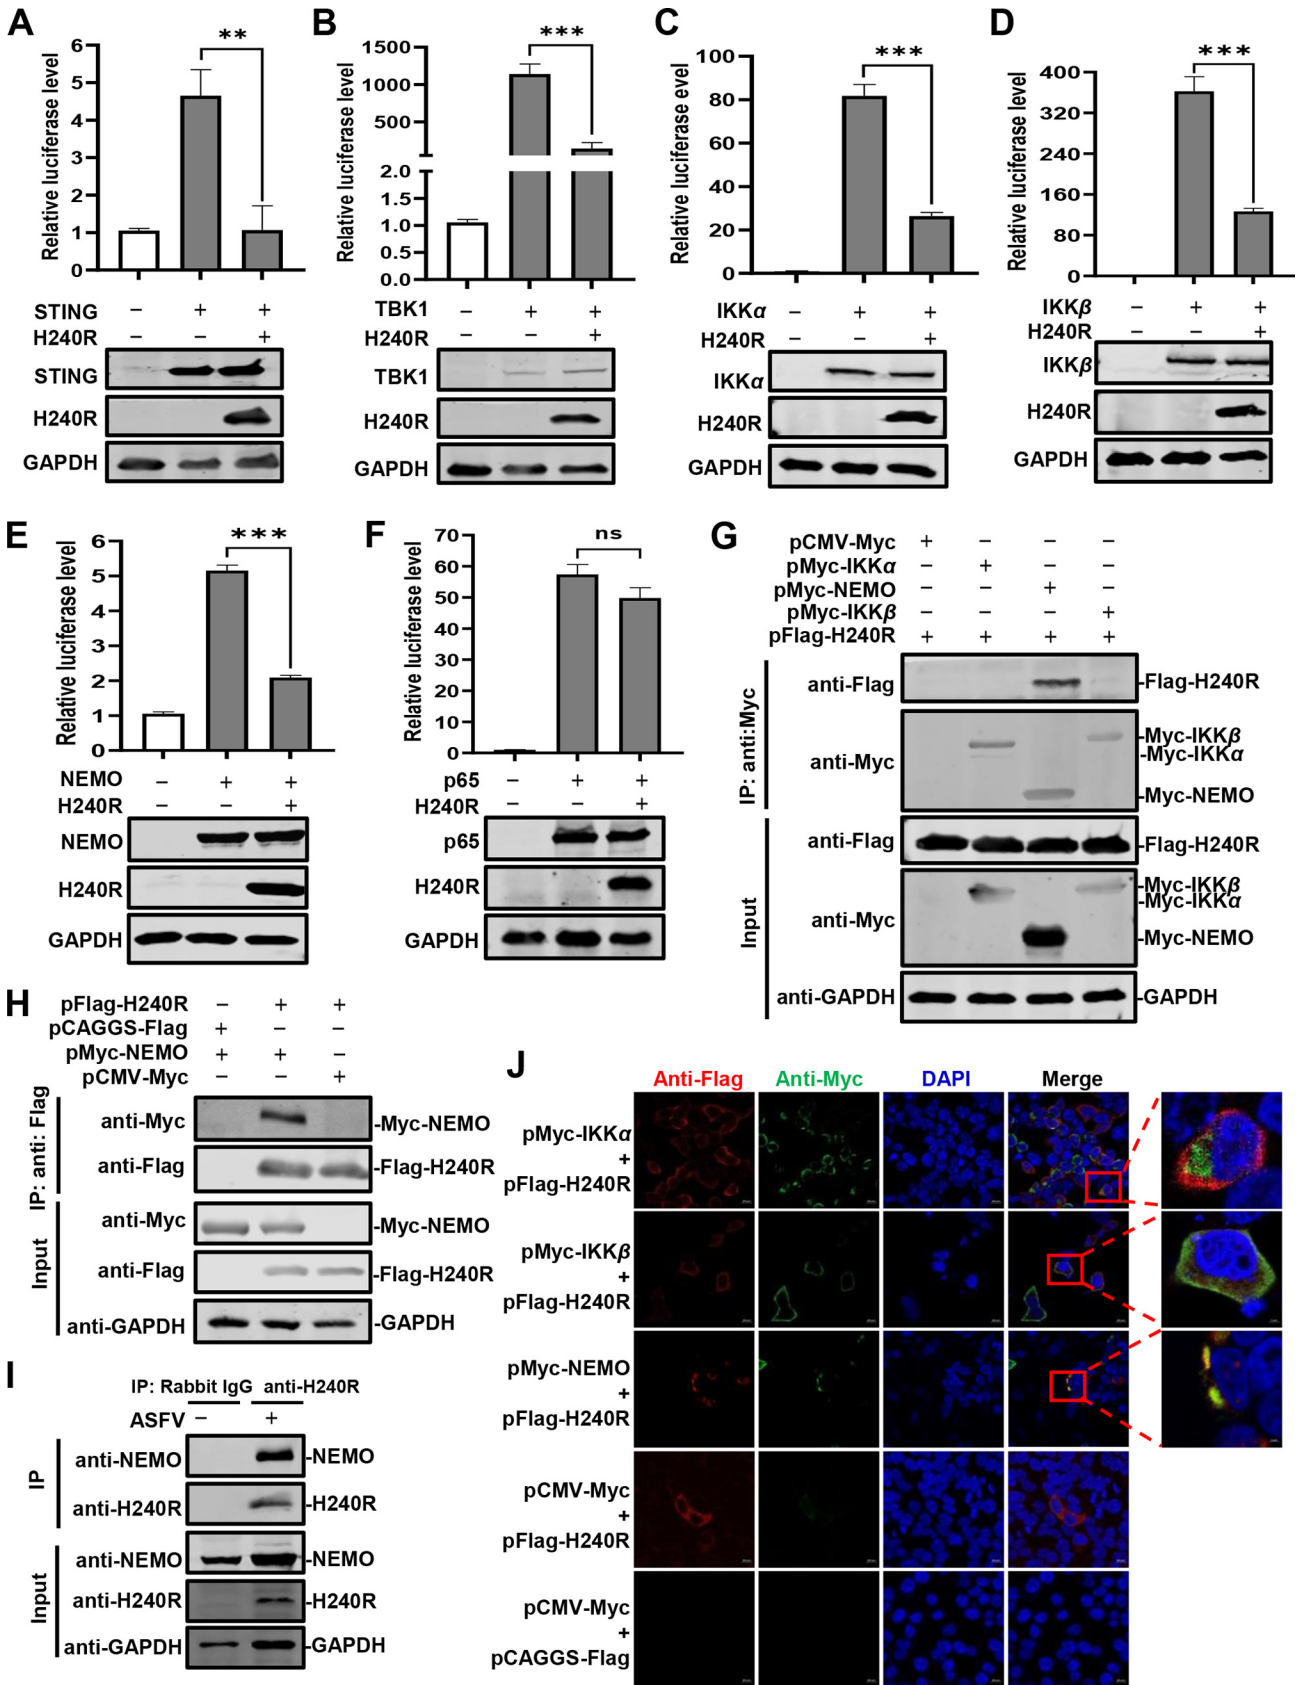 A
Relative luciferase level
6
5
4
3
2
1
0
**
STING – + +
H240R – – +
STING
H240R
GAPDH
B
Relative luciferase level
1500
1000
500
2.0
1.5
1.0
0.5
0.0
***
TBK1 – + +
H240R – – +
TBK1
H240R
GAPDH
C
Relative luciferase evel
100
80
60
40
20
0
***
IKKα – + +
H240R – – +
IKKα
H240R
GAPDH
D
Relative luciferase level
400
320
240
160
80
0
***
IKKβ – + +
H240R – – +
IKKβ
H240R
GAPDH
E
Relative luciferase level
6
5
4
3
2
1
0
***
NEMO – + +
H240R – – +
NEMO
H240R
GAPDH
F
Relative luciferase level
70
60
50
40
30
20
10
0
ns
p65 – + +
H240R – – +
p65
H240R
GAPDH
G
pCMV-Myc + – – –
pMyc-IKKα – + – –
pMyc-NEMO – – + –
pMyc-IKKβ – – – +
pFlag-H240R + + + +
IP: anti:Myc
anti-Flag -Flag-H240R
anti-Myc -Myc-IKKβ
-Myc-IKKα
-Myc-NEMO
Input
anti-Flag -Flag-H240R
anti-Myc -Myc-IKKβ
-Myc-IKKα
-Myc-NEMO
anti-GAPDH -GAPDH
H
pFlag-H240R – + +
pCAGGS-Flag + – –
pMyc-NEMO + + –
pCMV-Myc – – +
IP: anti: Flag
anti-Myc -Myc-NEMO
anti-Flag -Flag-H240R
Input
anti-Myc -Myc-NEMO
anti-Flag -Flag-H240R
anti-GAPDH -GAPDH
I
IP: Rabbit IgG anti-H240R
ASFV – +
IP
anti-NEMO -NEMO
anti-H240R -H240R
Input
anti-NEMO -NEMO
anti-H240R -H240R
anti-GAPDH -GAPDH
J
Anti-Flag Anti-Myc DAPI Merge
pMyc-IKKα
+
pFlag-H240R
pMyc-IKKβ
+
pFlag-H240R
pMyc-NEMO
+
pFlag-H240R
pCMV-Myc
+
pFlag-H240R
pCMV-Myc
+
pCAGGS-Flag